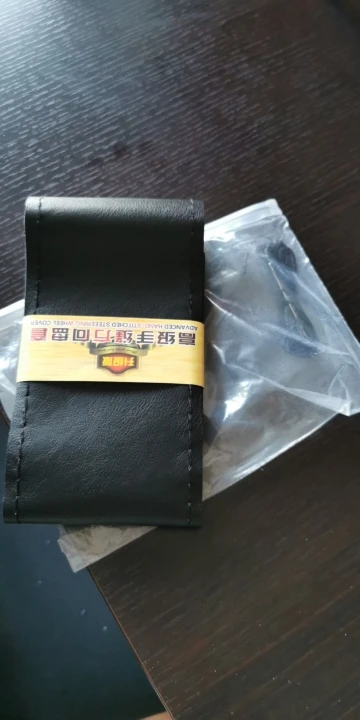 高级手缝方向盘套
ADVANCED HAND-STITCHED STEERING WHEEL COVER